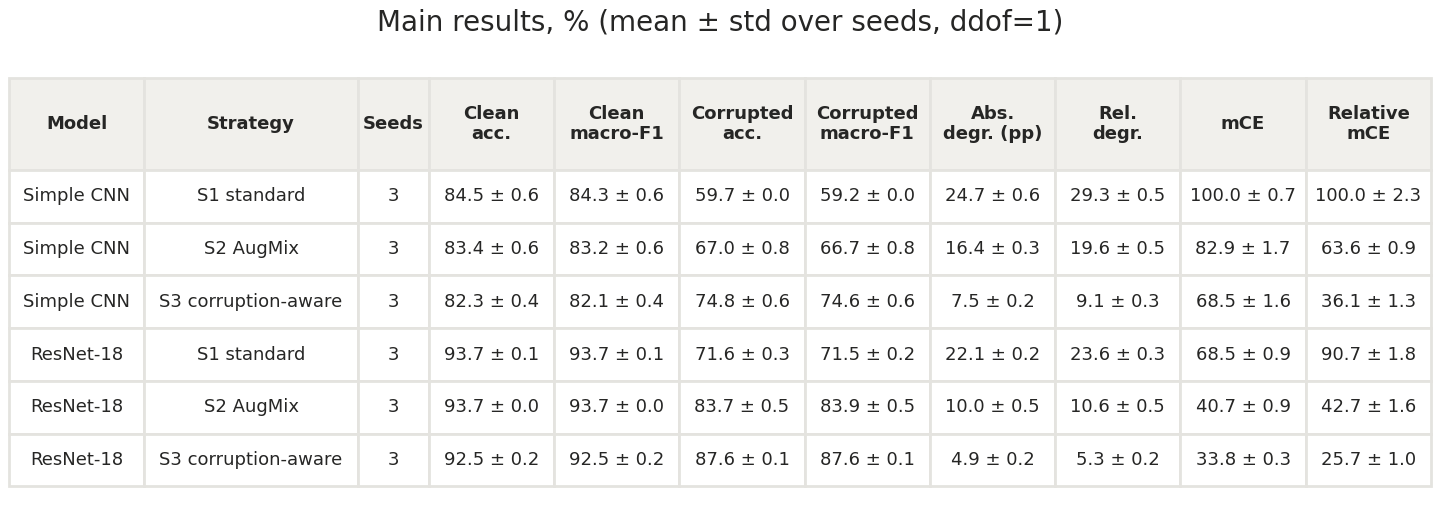 Main results, % (mean ± std over seeds, ddof=1)
Model Strategy Seeds Clean acc. Clean macro-F1 Corrupted acc. Corrupted macro-F1 Abs. degr. (pp) Rel. degr. mCE Relative mCE
Simple CNN S1 standard 3 84.5 ± 0.6 84.3 ± 0.6 59.7 ± 0.0 59.2 ± 0.0 24.7 ± 0.6 29.3 ± 0.5 100.0 ± 0.7 100.0 ± 2.3
Simple CNN S2 AugMix 3 83.4 ± 0.6 83.2 ± 0.6 67.0 ± 0.8 66.7 ± 0.8 16.4 ± 0.3 19.6 ± 0.5 82.9 ± 1.7 63.6 ± 0.9
Simple CNN S3 corruption-aware 3 82.3 ± 0.4 82.1 ± 0.4 74.8 ± 0.6 74.6 ± 0.6 7.5 ± 0.2 9.1 ± 0.3 68.5 ± 1.6 36.1 ± 1.3
ResNet-18 S1 standard 3 93.7 ± 0.1 93.7 ± 0.1 71.6 ± 0.3 71.5 ± 0.2 22.1 ± 0.2 23.6 ± 0.3 68.5 ± 0.9 90.7 ± 1.8
ResNet-18 S2 AugMix 3 93.7 ± 0.0 93.7 ± 0.0 83.7 ± 0.5 83.9 ± 0.5 10.0 ± 0.5 10.6 ± 0.5 40.7 ± 0.9 42.7 ± 1.6
ResNet-18 S3 corruption-aware 3 92.5 ± 0.2 92.5 ± 0.2 87.6 ± 0.1 87.6 ± 0.1 4.9 ± 0.2 5.3 ± 0.2 33.8 ± 0.3 25.7 ± 1.0